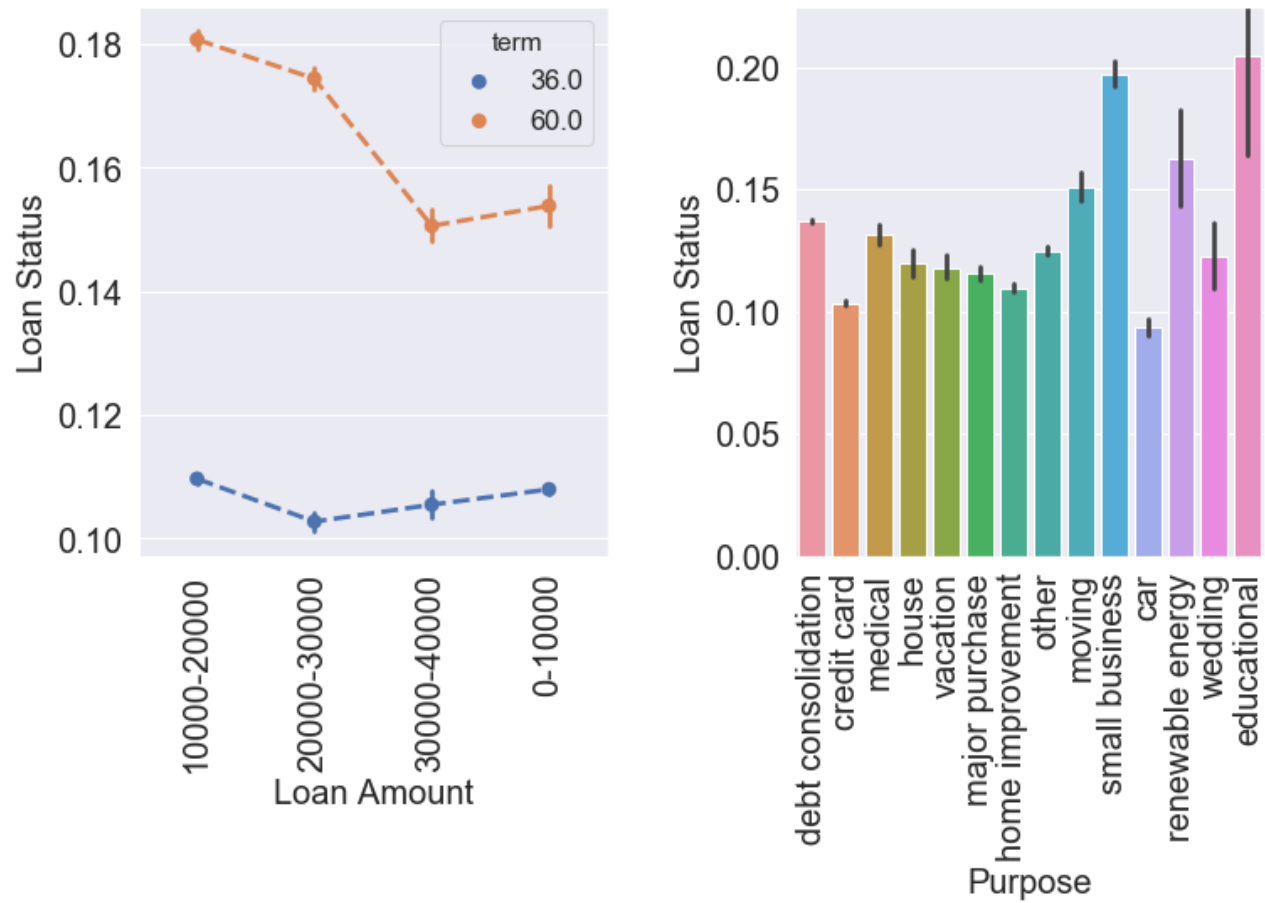 Loan Status
0.18
0.16
0.14
0.12
0.10
term
36.0
60.0
10000-20000
20000-30000
30000-40000
0-10000
Loan Amount
Loan Status
0.20
0.15
0.10
0.05
0.00
debt consolidation
credit card
medical
house
vacation
major purchase
home improvement
other
moving
small business
car
renewable energy
wedding
educational
Purpose